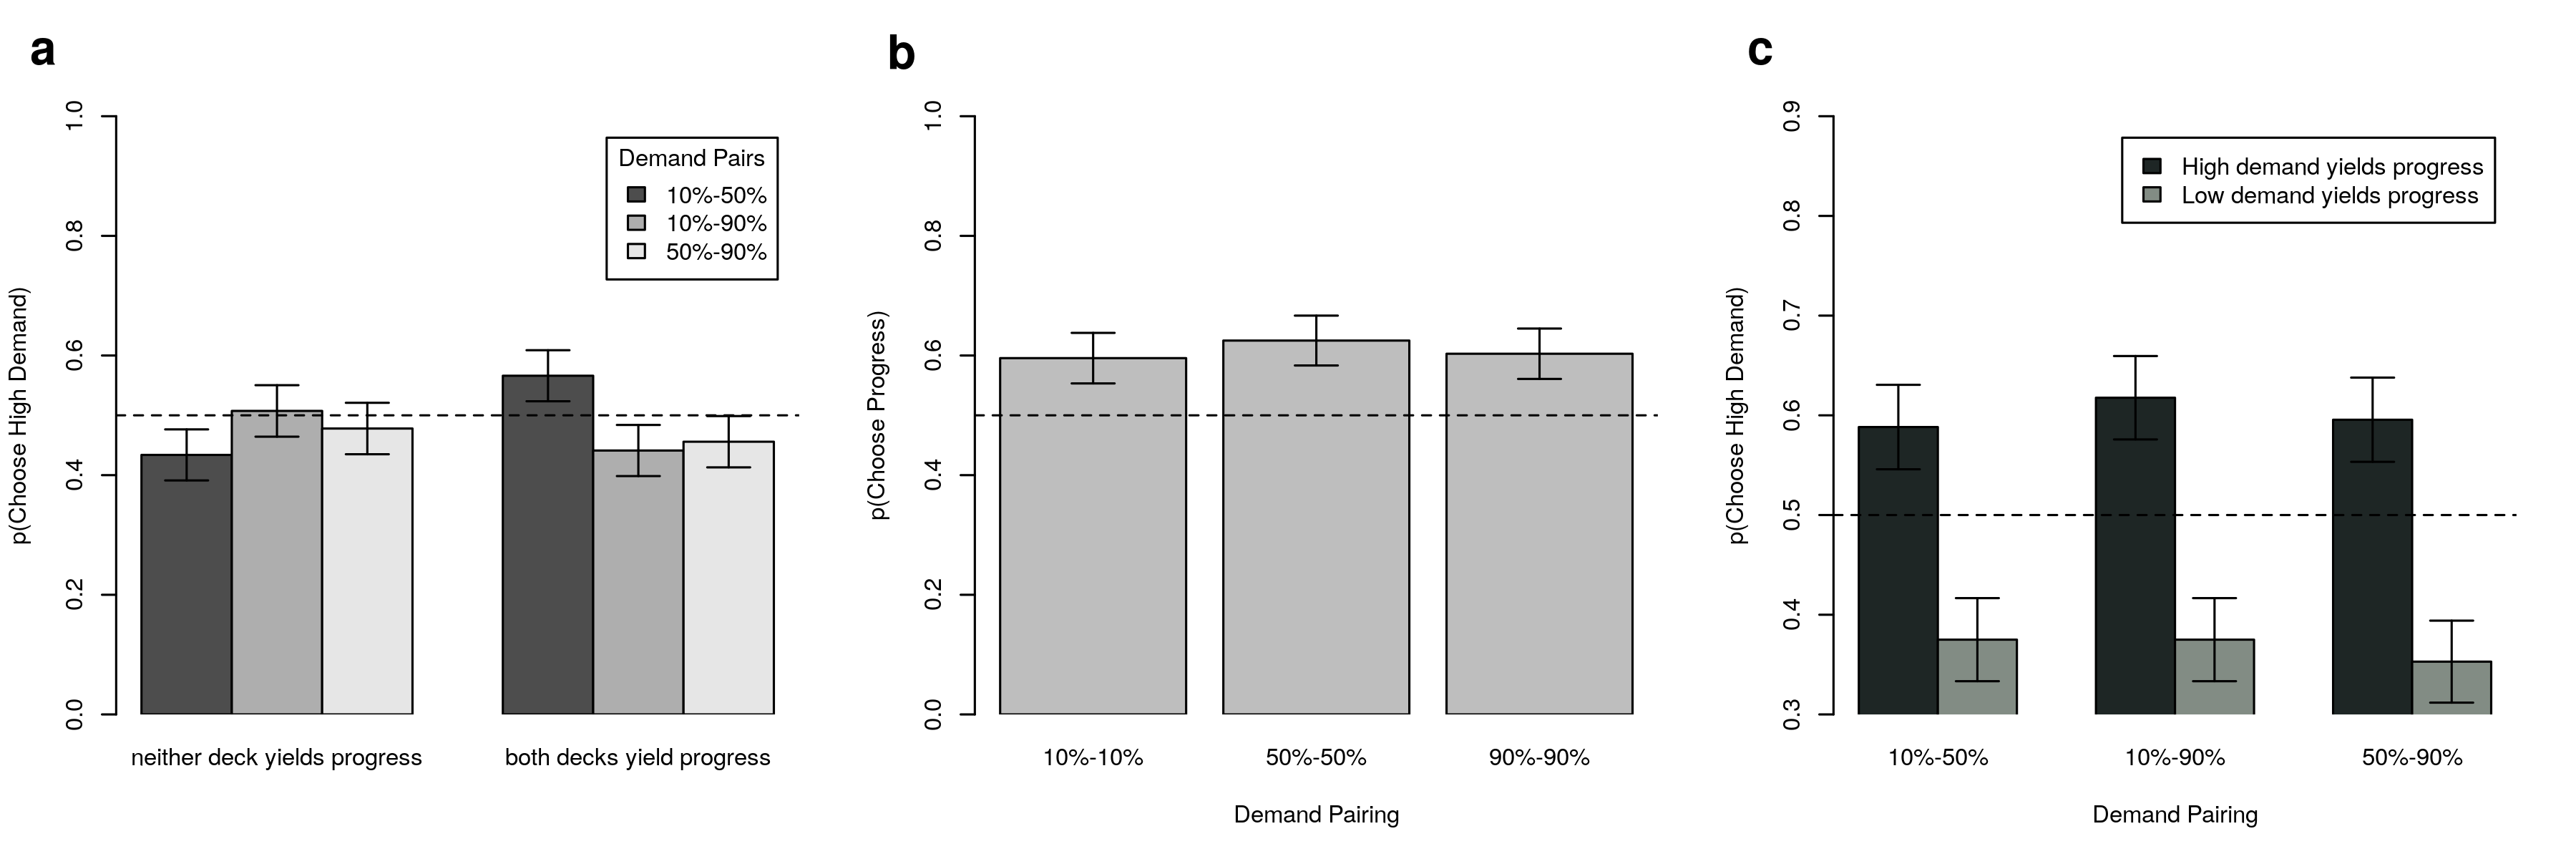 a
p(Choose High Demand)
1.0
0.8
0.6
0.4
0.2
0.0
Demand Pairs
10%-50%
10%-90%
50%-90%
neither deck yields progress
both decks yield progress
b
p(Choose Progress)
1.0
0.8
0.6
0.4
0.2
0.0
10%-10%
50%-50%
90%-90%
Demand Pairing
c
p(Choose High Demand)
0.9
0.8
0.7
0.6
0.5
0.4
0.3
High demand yields progress
Low demand yields progress
10%-50%
10%-90%
50%-90%
Demand Pairing